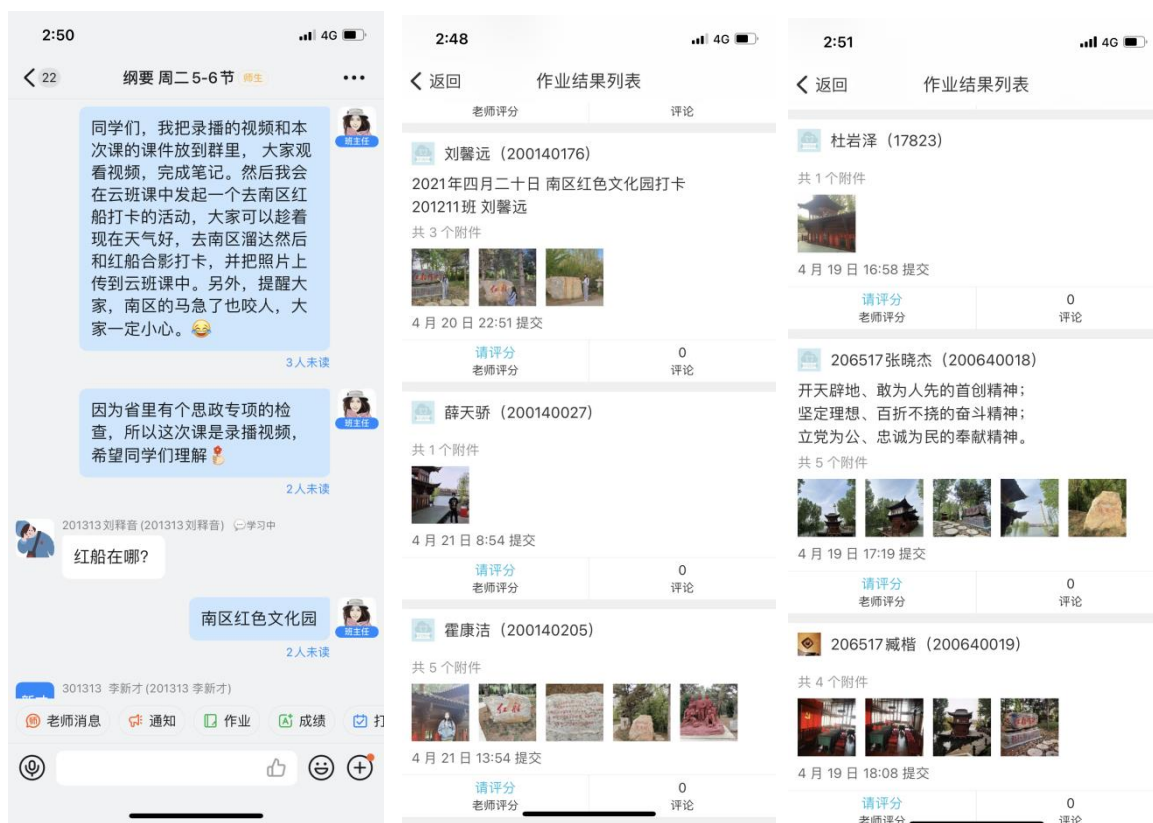 2:50
4G
22
纲要 周二5-6节 师生
同学们，我把录播的视频和本
次课的课件放到群里， 大家观
看视频，完成笔记。然后我会
在云班课中发起一个去南区红
船打卡的活动，大家可以趁着
现在天气好，去南区溜达然后
和红船合影打卡，并把照片上
传到云班课中。另外，提醒大
家，南区的马急了也咬人，大
家一定小心。😂
班主任
3人未读
因为省里有个思政专项的检
查，所以这次课是录播视频，
希望同学们理解
班主任
2人未读
201313刘释音(201313刘释音) 学习中
红船在哪？
南区红色文化园
班主任
2人未读
301313 李新才(201313 李新才)
老师消息 通知 作业 成绩 打
2:48
4G
返回 作业结果列表
老师评分 评论
刘馨远（200140176）
2021年四月二十日 南区红色文化园打卡
201211班 刘馨远
共 3 个附件
4 月 20 日 22:51 提交
请评分 0
老师评分 评论
薛天骄（200140027）
共 1 个附件
4 月 21 日 8:54 提交
请评分 0
老师评分 评论
霍康洁（200140205）
共 5 个附件
红船
4 月 21 日 13:54 提交
请评分 0
老师评分 评论
2:51
4G
返回 作业结果列表
杜岩泽（17823）
共 1 个附件
4 月 19 日 16:58 提交
请评分 0
老师评分 评论
206517张晓杰（200640018）
开天辟地、敢为人先的首创精神；
坚定理想、百折不挠的奋斗精神；
立党为公、忠诚为民的奉献精神。
共 5 个附件
4 月 19 日 17:19 提交
请评分 0
老师评分 评论
206517臧楷（200640019）
共 4 个附件
4 月 19 日 18:08 提交
请评分 0
老师评分 评论